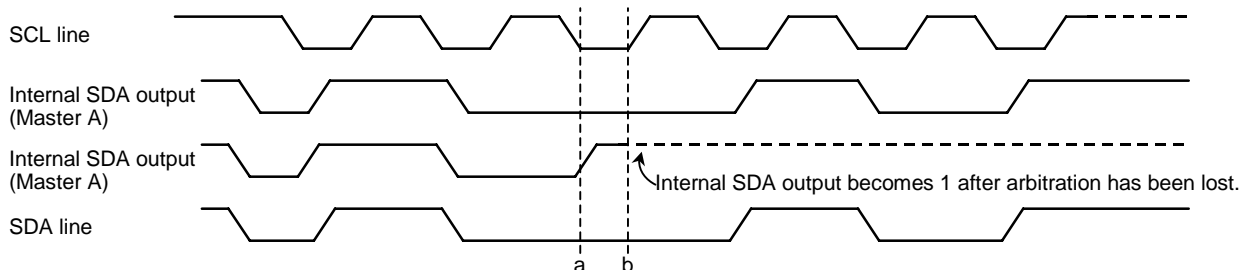 SCL line
Internal SDA output
(Master A)
Internal SDA output
(Master A)
Internal SDA output becomes 1 after arbitration has been lost.
SDA line
a b